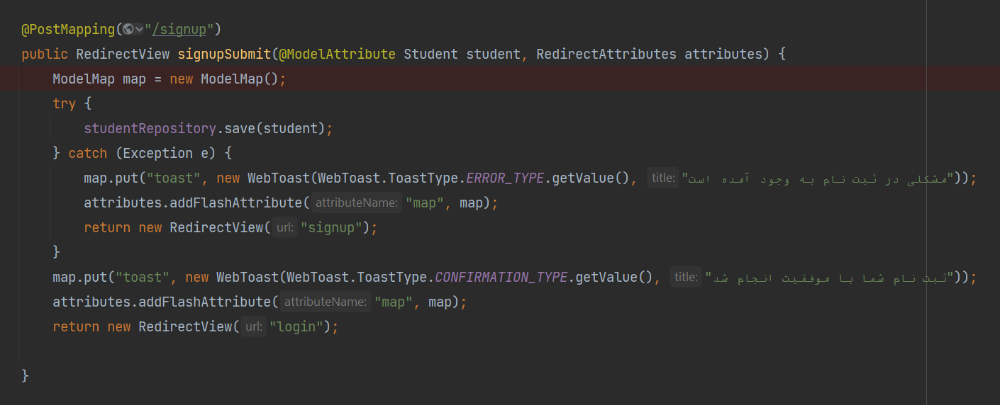 @PostMapping("/signup")
public RedirectView signupSubmit(@ModelAttribute Student student, RedirectAttributes attributes) {
ModelMap map = new ModelMap();
try {
studentRepository.save(student);
} catch (Exception e) {
map.put("toast", new WebToast(WebToast.ToastType.ERROR_TYPE.getValue(), title: "مشکلی در ثبت نام به وجود آمده است"));
attributes.addFlashAttribute( attributeName: "map", map);
return new RedirectView( url: "signup");
}
map.put("toast", new WebToast(WebToast.ToastType.CONFIRMATION_TYPE.getValue(), title: "ثبت نام شما با موفقیت انجام شد"));
attributes.addFlashAttribute( attributeName: "map", map);
return new RedirectView( url: "login");
}